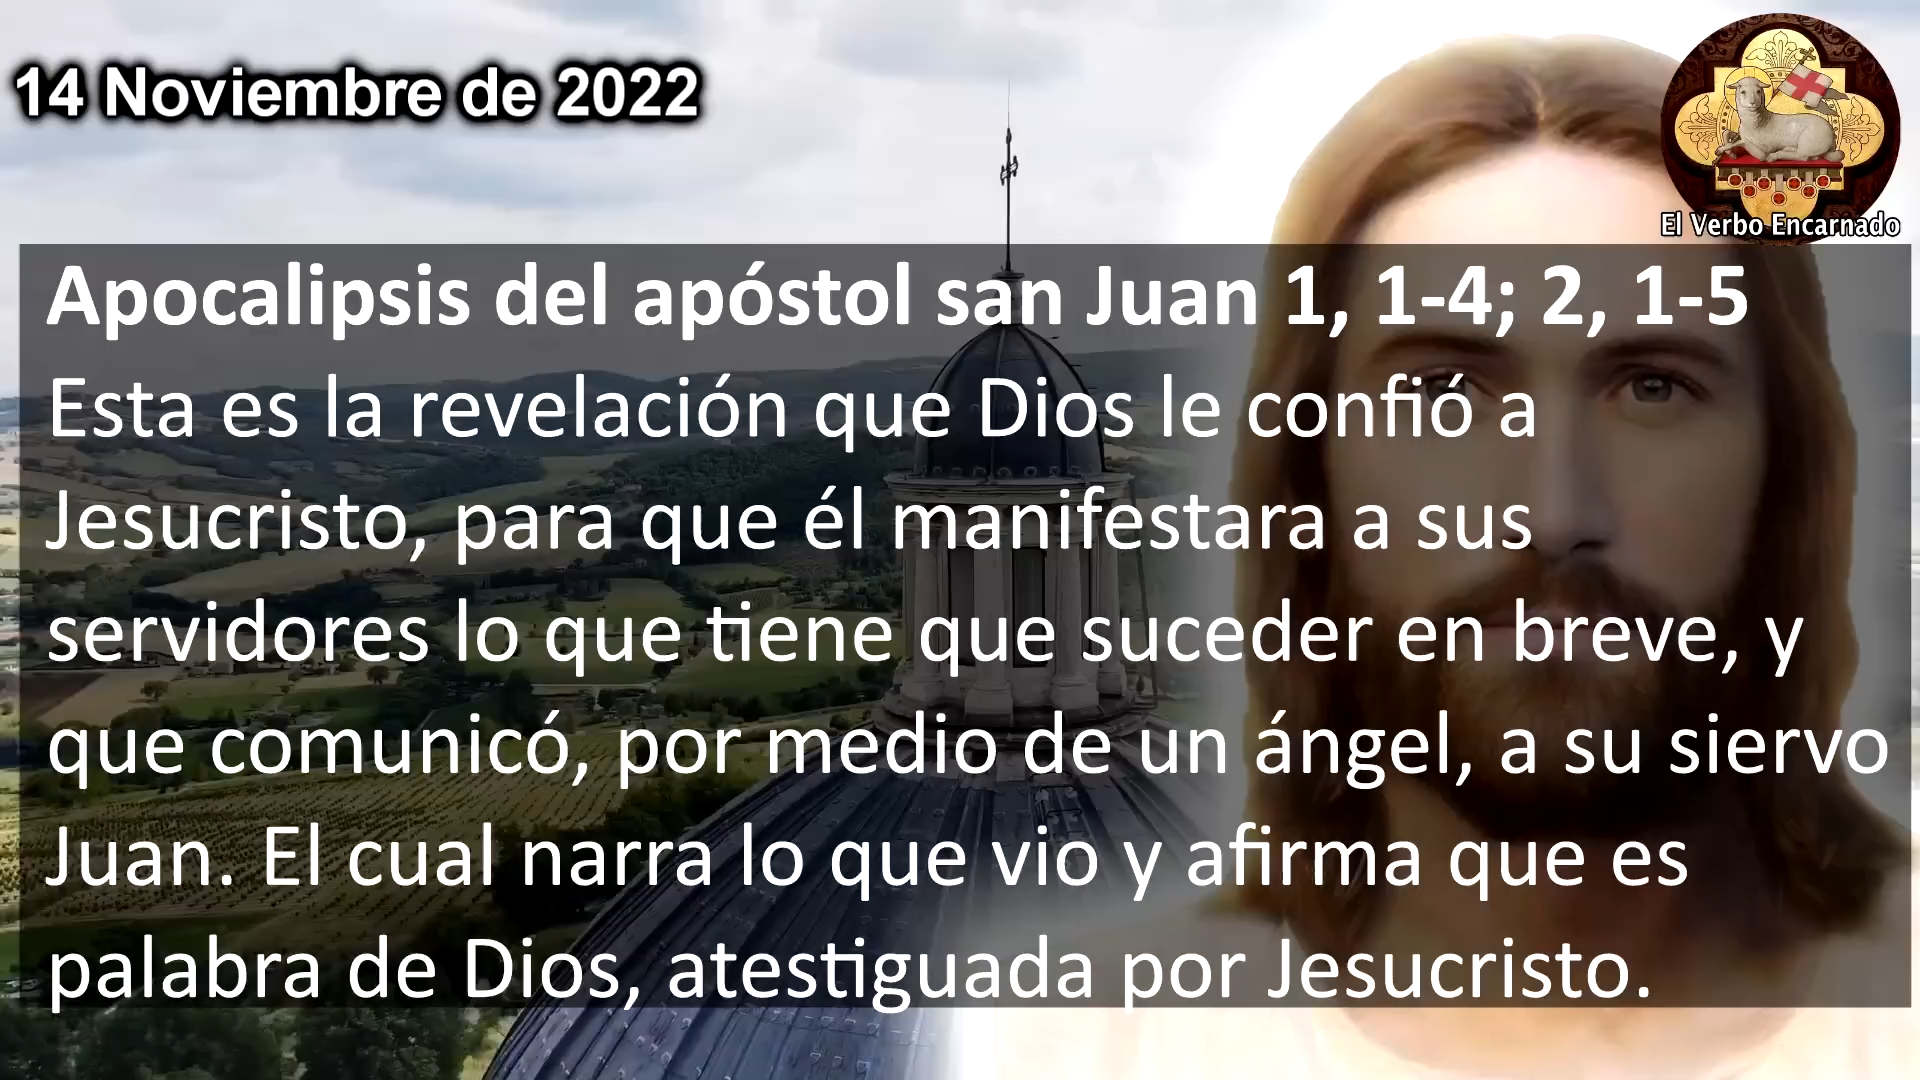 14 Noviembre de 2022
El Verbo Encarnado
Apocalipsis del apóstol san Juan 1, 1-4; 2, 1-5
Esta es la revelación que Dios le confió a
Jesucristo, para que él manifestara a sus
servidores lo que tiene que suceder en breve, y
que comunicó, por medio de un ángel, a su siervo
Juan. El cual narra lo que vio y afirma que es
palabra de Dios, atestiguada por Jesucristo.